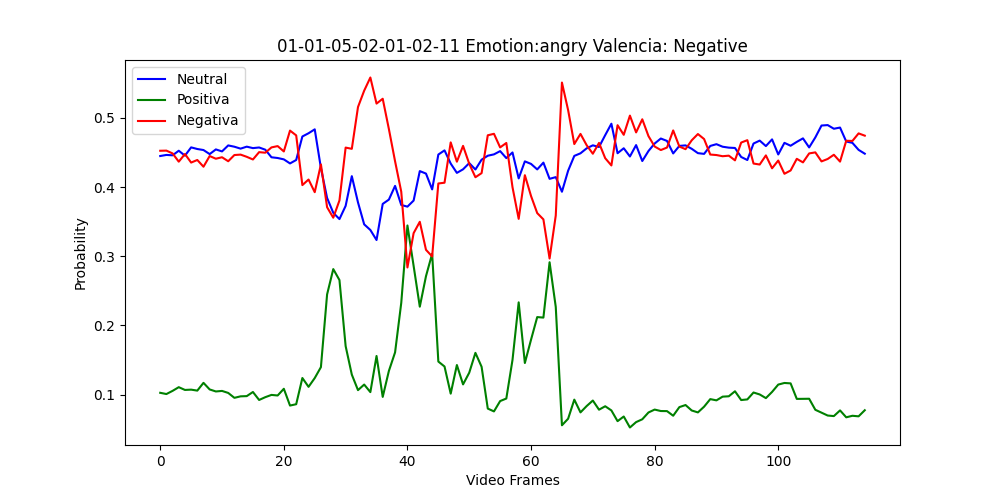 01-01-05-02-01-02-11 Emotion:angry Valencia: Negative
Neutral
Positiva
Negativa
0.5
0.4
0.3
0.2
0.1
Probability
0 20 40 60 80 100
Video Frames